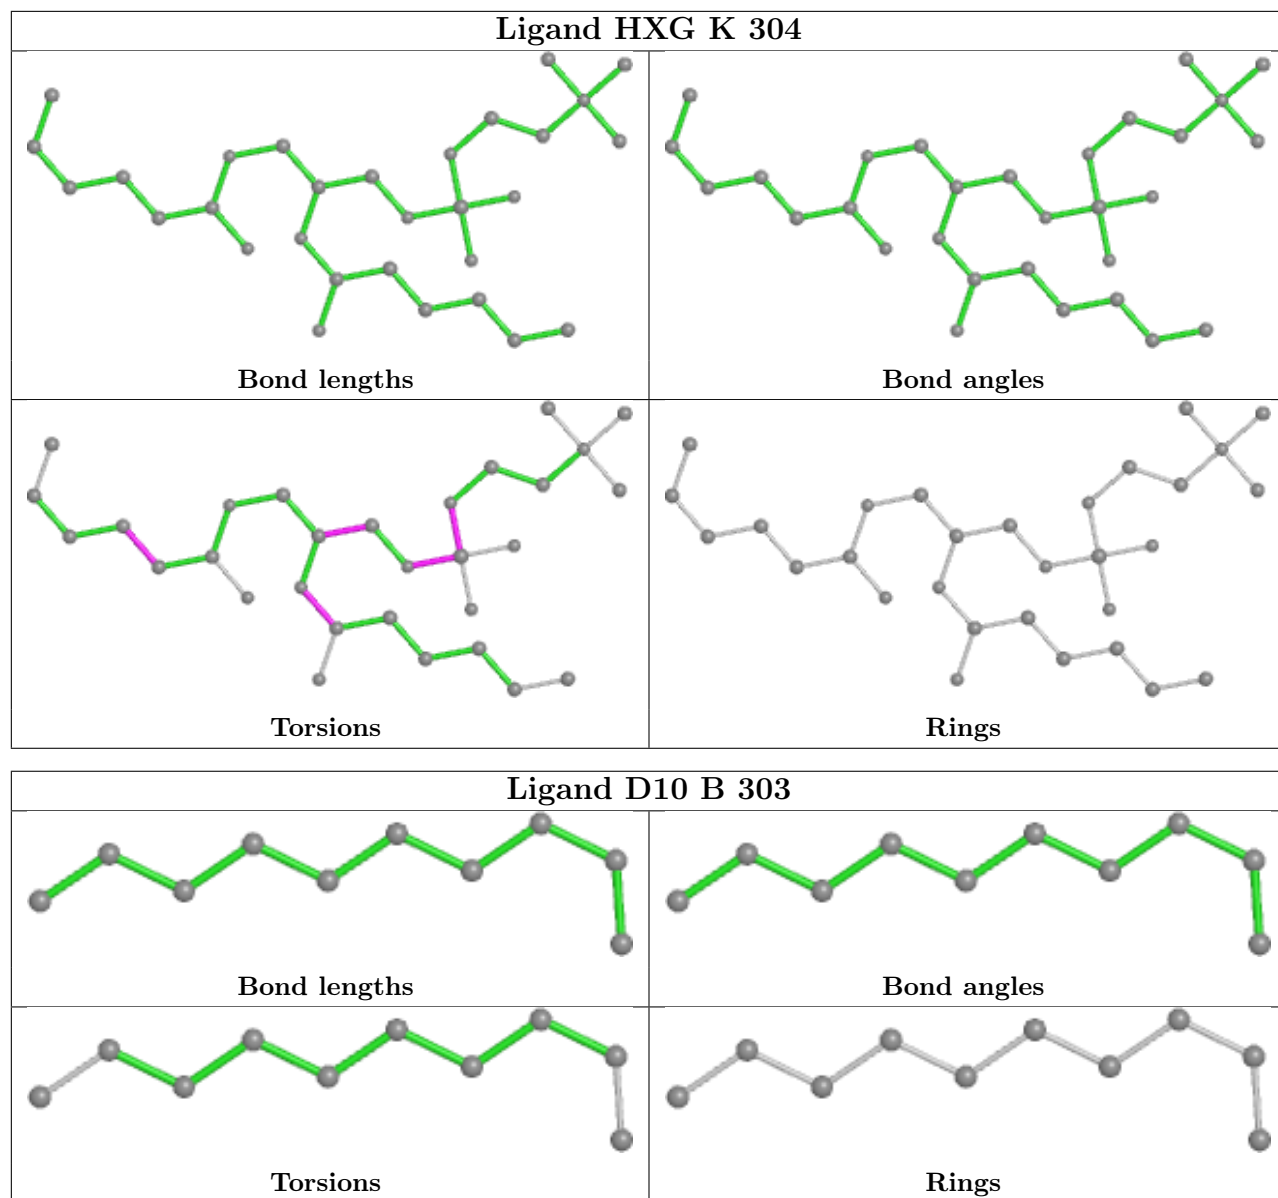 Ligand HXG K 304
Bond lengths
Bond angles
Torsions
Rings
Ligand D10 B 303
Bond lengths
Bond angles
Torsions
Rings